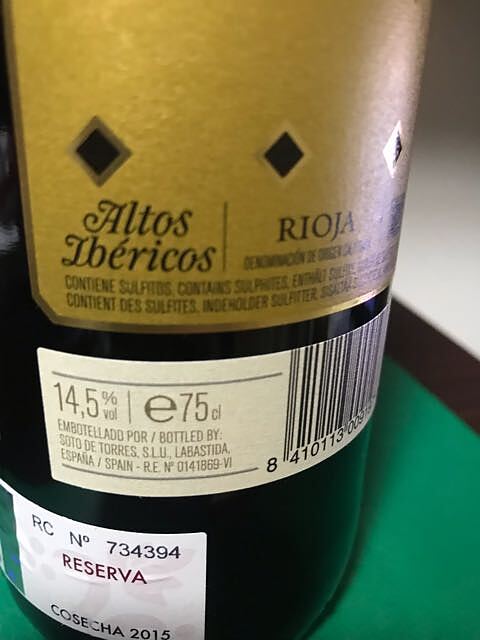 Altos
Ibéricos
RIOJA
DENOMINACIÓN DE ORIGEN
CONTIENE SULFITOS, CONTAINS SULPHITES, ENTHÄLT
CONTIENT DES SULFITES, INDEHOLDER SULFITTER,
14,5% vol
e 75 cl
EMBOTELLADO POR / BOTTLED BY:
SOTO DE TORRES, S.L.U., LABASTIDA,
ESPAÑA / SPAIN - R.E. Nº 0141869-VI
8 410113 009
RC Nº 734394
RESERVA
COSECHA 2015